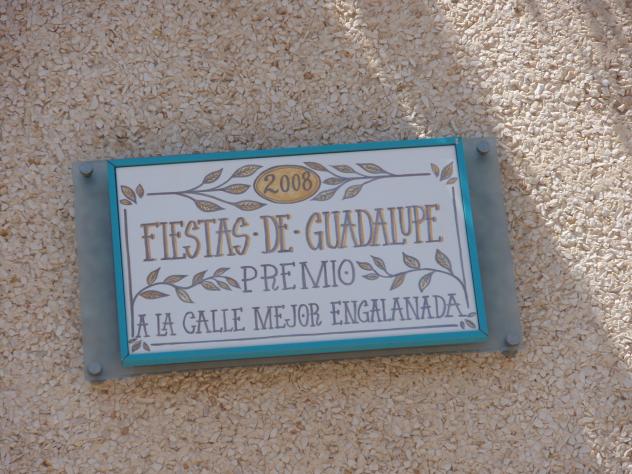 2008
FIESTAS-DE-GUADALUPE
PREMIO
A LA CALLE MEJOR ENGALANADA